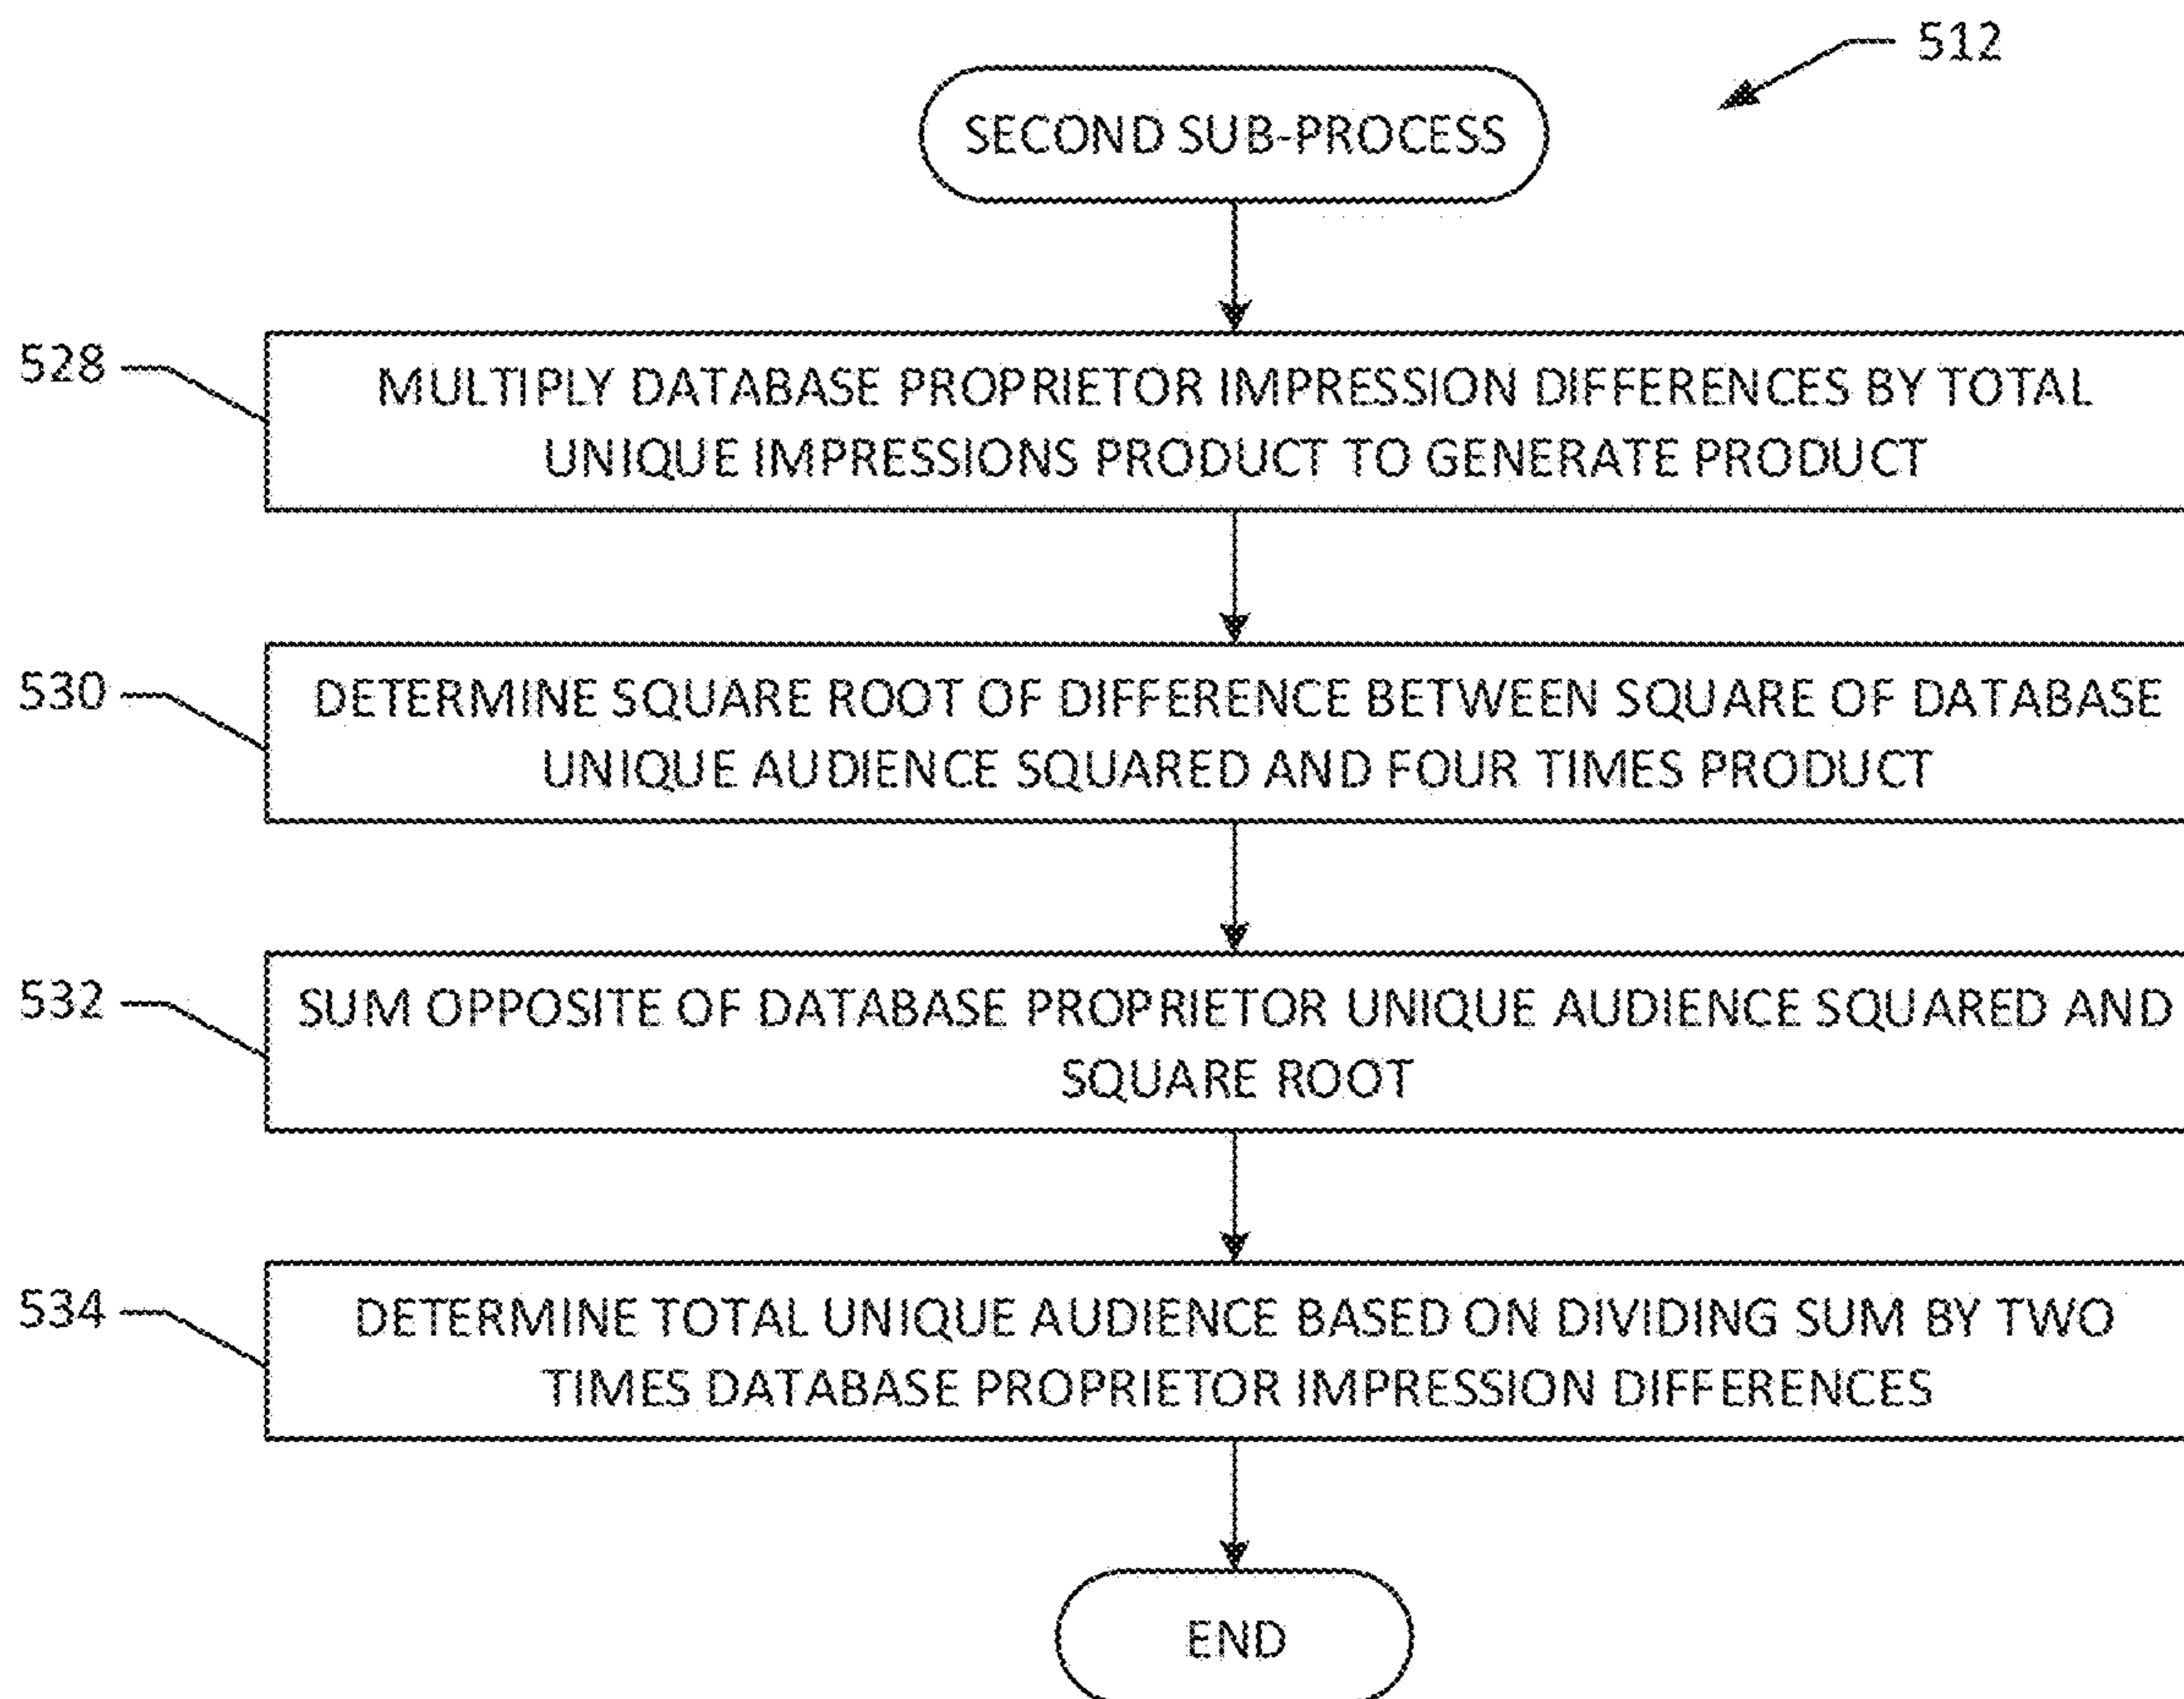 512
SECOND SUB-PROCESS
528
MULTIPLY DATABASE PROPRIETOR IMPRESSION DIFFERENCES BY TOTAL
UNIQUE IMPRESSIONS PRODUCT TO GENERATE PRODUCT
530
DETERMINE SQUARE ROOT OF DIFFERENCE BETWEEN SQUARE OF DATABASE
UNIQUE AUDIENCE SQUARED AND FOUR TIMES PRODUCT
532
SUM OPPOSITE OF DATABASE PROPRIETOR UNIQUE AUDIENCE SQUARED AND
SQUARE ROOT
534
DETERMINE TOTAL UNIQUE AUDIENCE BASED ON DIVIDING SUM BY TWO
TIMES DATABASE PROPRIETOR IMPRESSION DIFFERENCES
END